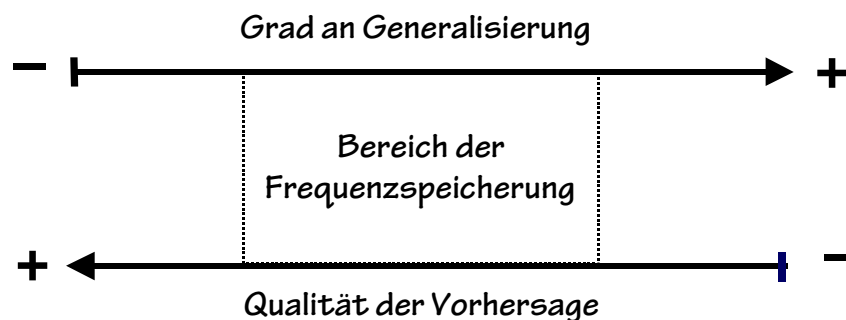 Grad an Generalisierung
– +
Bereich der
Frequenzspeicherung
+ –
Qualität der Vorhersage